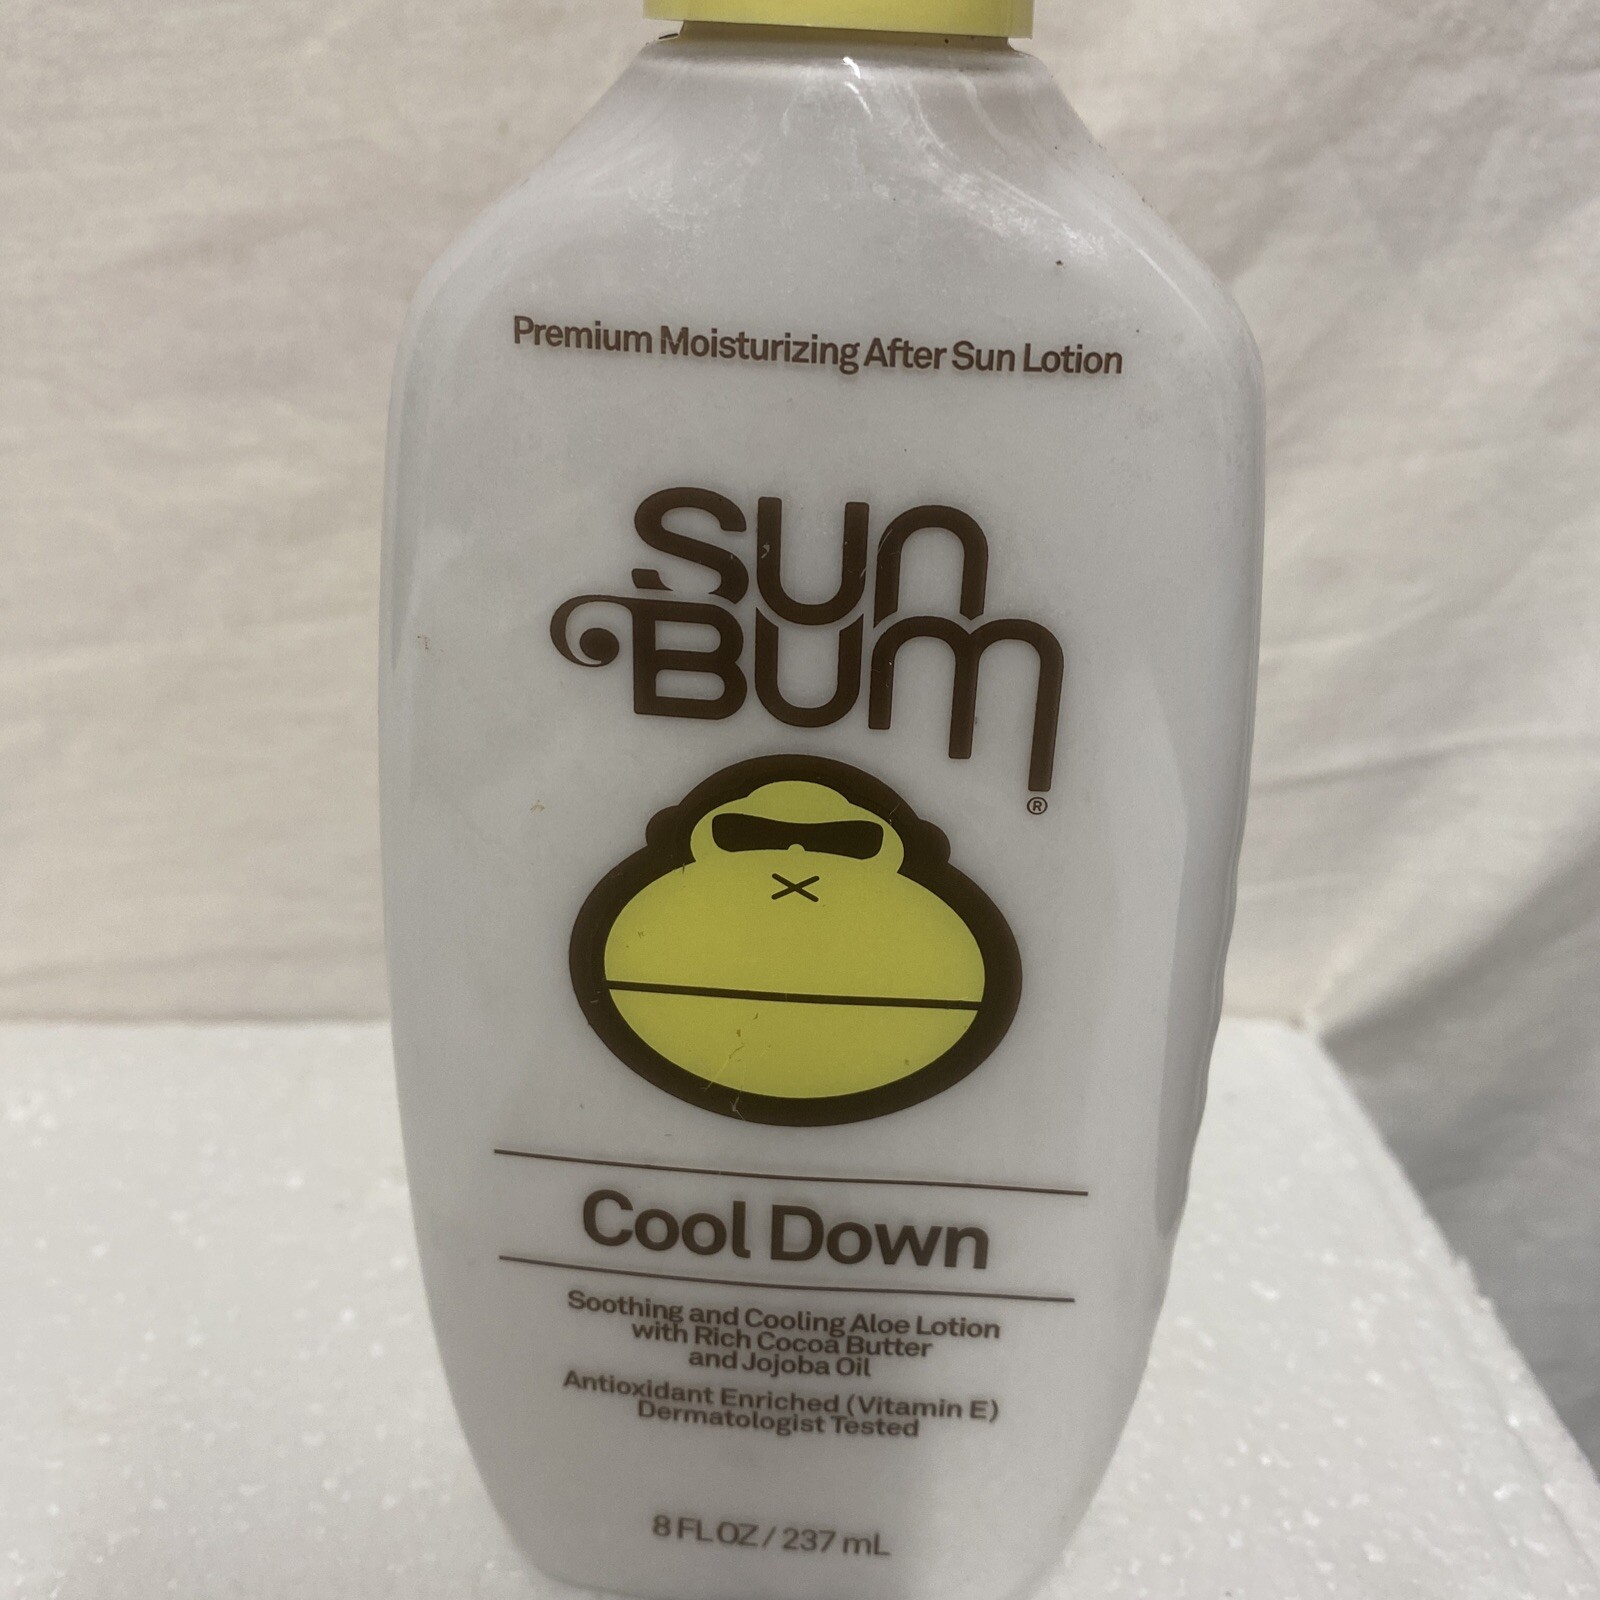 Premium Moisturizing After Sun Lotion
sun
Bum®
Cool Down
Soothing and Cooling Aloe Lotion
with Rich Cocoa Butter
and Jojoba Oil
Antioxidant Enriched (Vitamin E)
Dermatologist Tested
8 FL OZ / 237 mL